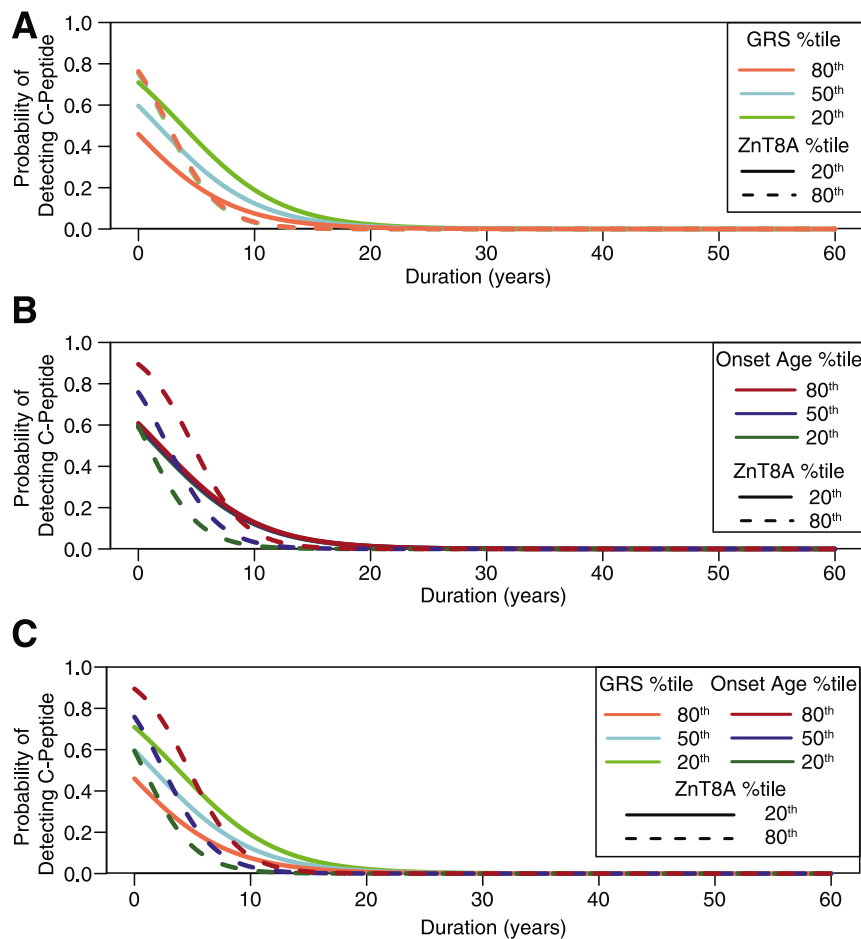 A
Probability of
Detecting C-Peptide
1.0
0.8
0.6
0.4
0.2
0.0
0 10 20 30 40 50 60
Duration (years)
GRS %tile
80th
50th
20th
ZnT8A %tile
20th
80th
B
Probability of
Detecting C-Peptide
1.0
0.8
0.6
0.4
0.2
0.0
0 10 20 30 40 50 60
Duration (years)
Onset Age %tile
80th
50th
20th
ZnT8A %tile
20th
80th
C
Probability of
Detecting C-Peptide
1.0
0.8
0.6
0.4
0.2
0.0
0 10 20 30 40 50 60
Duration (years)
GRS %tile Onset Age %tile
80th 80th
50th 50th
20th 20th
ZnT8A %tile
20th
80th